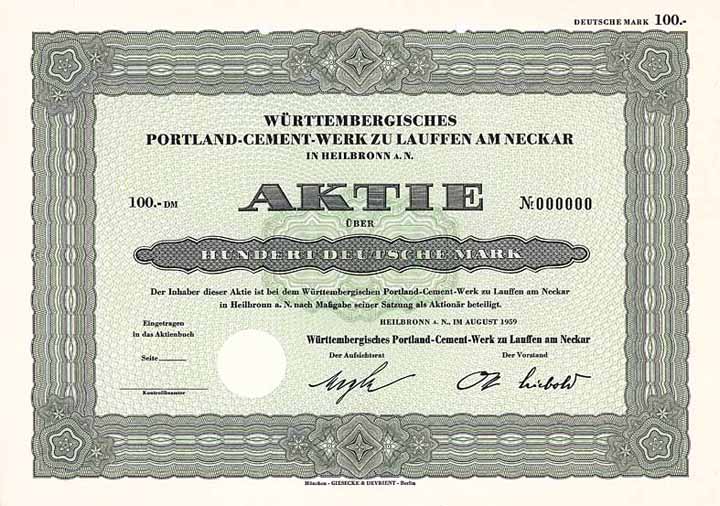 DEUTSCHE MARK 100.-
WÜRTTEMBERGISCHES
PORTLAND-CEMENT-WERK ZU LAUFFEN AM NECKAR
IN HEILBRONN A. N.
100.- DM AKTIE № 000000
ÜBER
HUNDERT DEUTSCHE MARK
Der Inhaber dieser Aktie ist bei dem Württembergischen Portland-Cement-Werk zu Lauffen am Neckar
in Heilbronn a. N. nach Maßgabe seiner Satzung als Aktionär beteiligt.
Eingetragen
in das Aktienbuch
Seite
Kontrollbeamter
HEILBRONN A. N., IM AUGUST 1959
Württembergisches Portland-Cement-Werk zu Lauffen am Neckar
Der Aufsichtsrat Der Vorstand
München - GIESECKE & DEVRIENT - Berlin